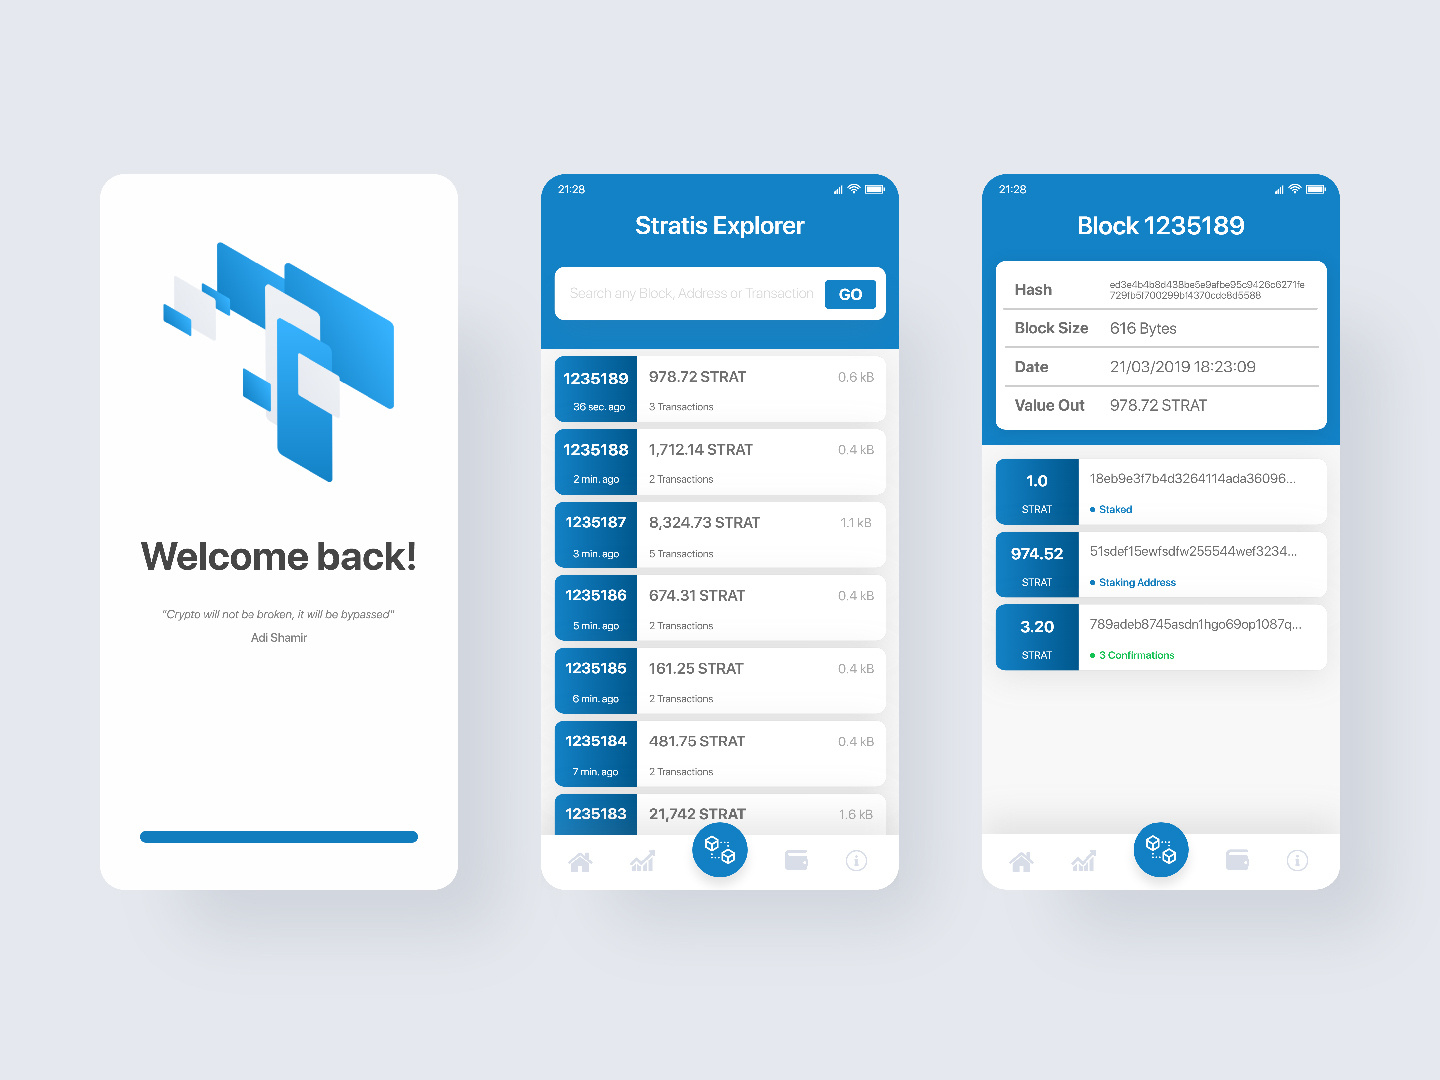 Welcome back!
"Crypto will not be broken, it will be bypassed"
Adi Shamir
21:28
Stratis Explorer
Search any Block, Address or Transaction
GO
1235189
978.72 STRAT
0.6 kB
36 sec. ago
3 Transactions
1235188
1,712.14 STRAT
0.4 kB
2 min. ago
2 Transactions
1235187
8,324.73 STRAT
1.1 kB
3 min. ago
5 Transactions
1235186
674.31 STRAT
0.4 kB
5 min. ago
2 Transactions
1235185
161.25 STRAT
0.4 kB
6 min. ago
2 Transactions
1235184
481.75 STRAT
0.4 kB
7 min. ago
2 Transactions
1235183
21,742 STRAT
1.6 kB
21:28
Block 1235189
Hash
Block Size
616 Bytes
Date
21/03/2019 18:23:09
Value Out
978.72 STRAT
1.0
STRAT
18eb9e3f7b4d3264114ada36096...
Staked
974.52
STRAT
51sdef15ewfsdfw255544wef3234...
Staking Address
3.20
STRAT
789adeb8745asdn1hgo69op1087q...
3 Confirmations